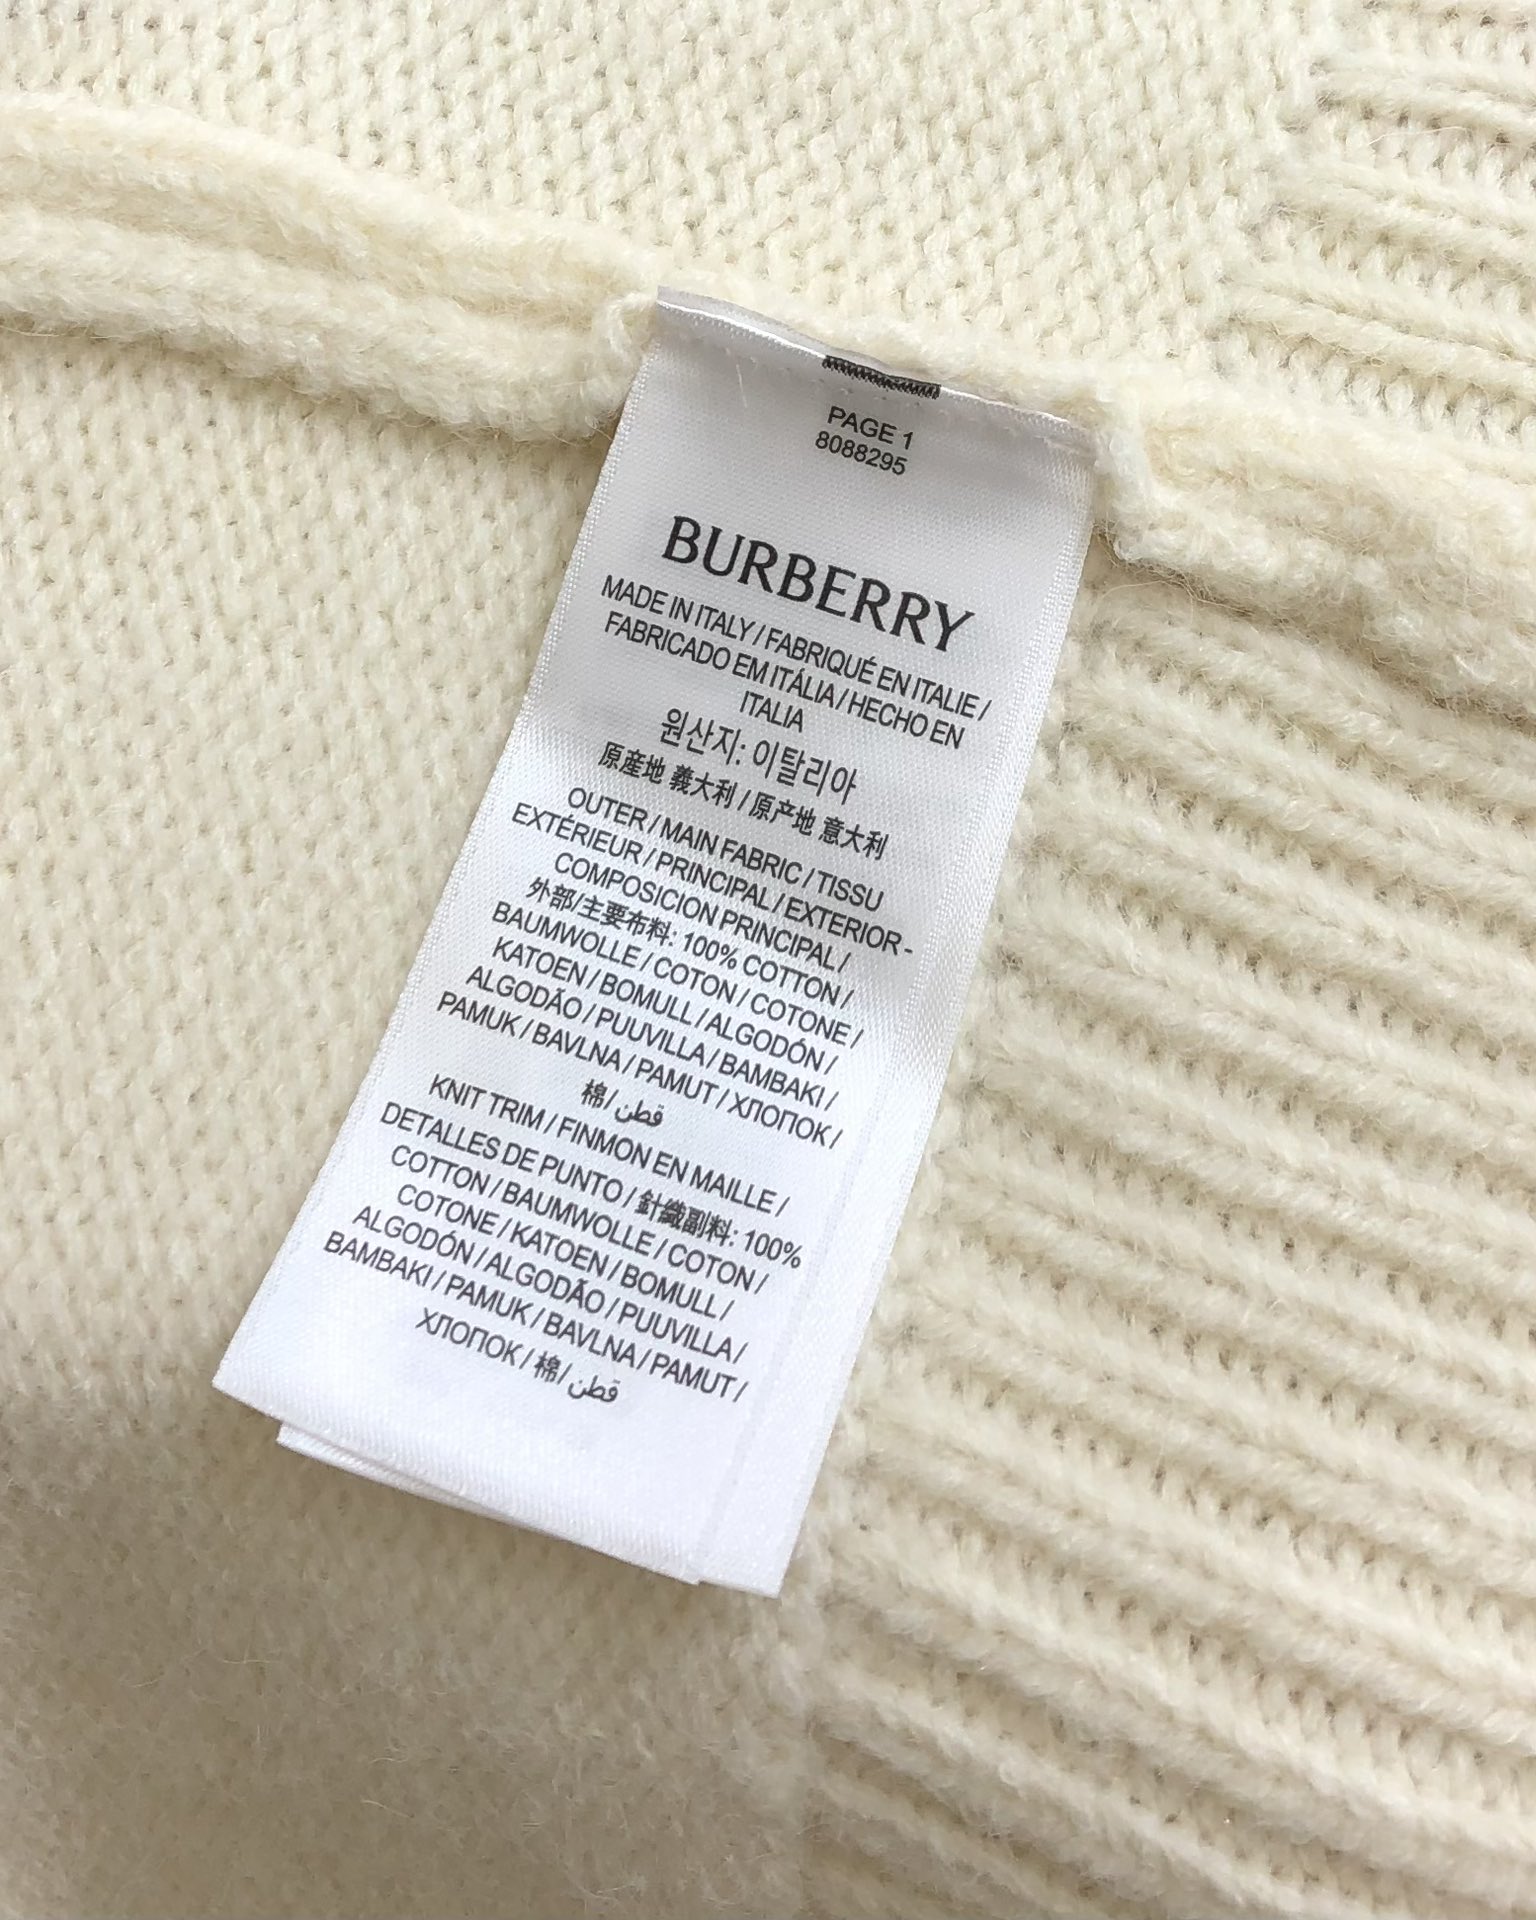 PAGE 1
8088295
BURBERRY
MADE IN ITALY / FABRIQUÉ EN ITALIE /
FABRICADO EM ITÁLIA / HECHO EN
ITALIA
원산지: 이탈리아
原産地 義大利 / 原产地 意大利
OUTER / MAIN FABRIC / TISSU
EXTÉRIEUR / PRINCIPAL / EXTERIOR -
COMPOSICION PRINCIPAL /
外部/主要布料: 100% COTTON /
BAUMWOLLE / COTON / COTONE /
KATOEN / BOMULL / ALGODÓN /
ALGODÃO / PUUVILLA / BAMBAKI /
PAMUK / BAVLNA / PAMUT / ХЛОПОК /
棉 / قطن
KNIT TRIM / FINMON EN MAILLE /
DETALLES DE PUNTO / 針織副料: 100%
COTTON / BAUMWOLLE / COTON /
COTONE / KATOEN / BOMULL /
ALGODÓN / ALGODÃO / PUUVILLA /
BAMBAKI / PAMUK / BAVLNA / PAMUT /
ХЛОПОК / 棉 / قطن